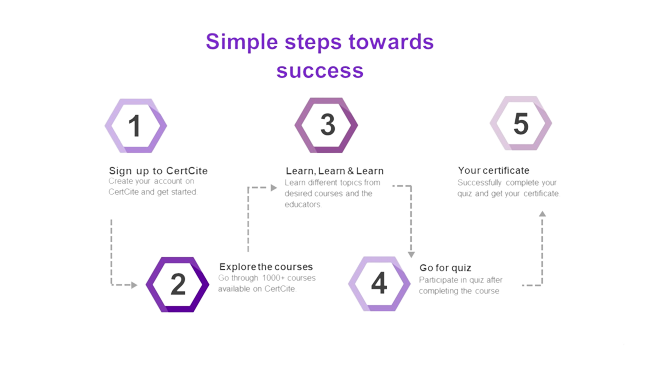 Simple steps towards
success
1
Sign up to CertCite
Create your account on
CertCite and get started
2
Explore the courses
Go through 1000+ courses
available on CertCite
3
Learn, Learn & Learn
Learn different topics from
desired courses and the
educators
4
Go for quiz
Participate in quiz after
completing the course
5
Your certificate
Successfully complete your
quiz and get your certificate